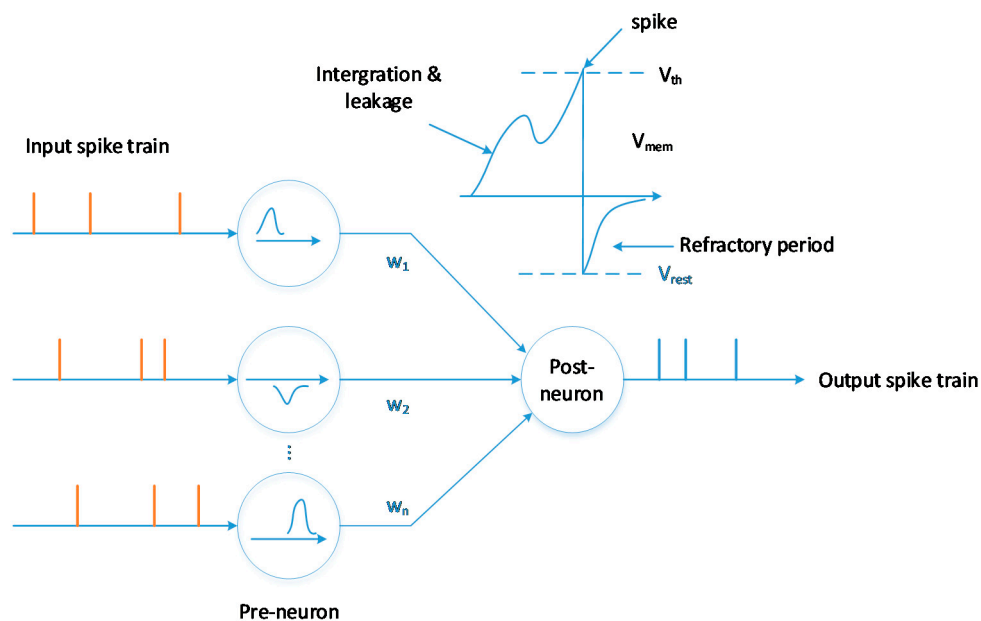 spike
Intergration &
leakage
Vth
Input spike train
Vmem
Refractory period
w1
Vrest
Post-
neuron
Output spike train
w2
⋮
wn
Pre-neuron